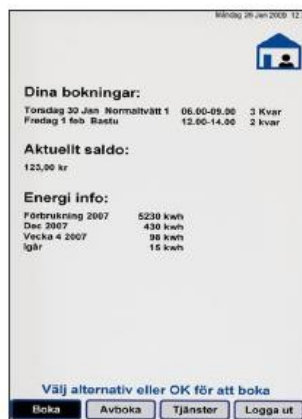 Måndag 28 Jan 2008 12.
Dina bokningar:
Torsdag 30 Jan Normaltvätt 1 06.00-09.00 3 Kvar
Fredag 1 feb Bastu 12.00-14.00 2 kvar
Aktuellt saldo:
123,00 kr
Energi info:
Förbrukning 2007 5230 kwh
Dec 2007 430 kwh
Vecka 4 2007 98 kwh
Igår 15 kwh
Välj alternativ eller OK för att boka
Boka Avboka Tjänster Logga ut